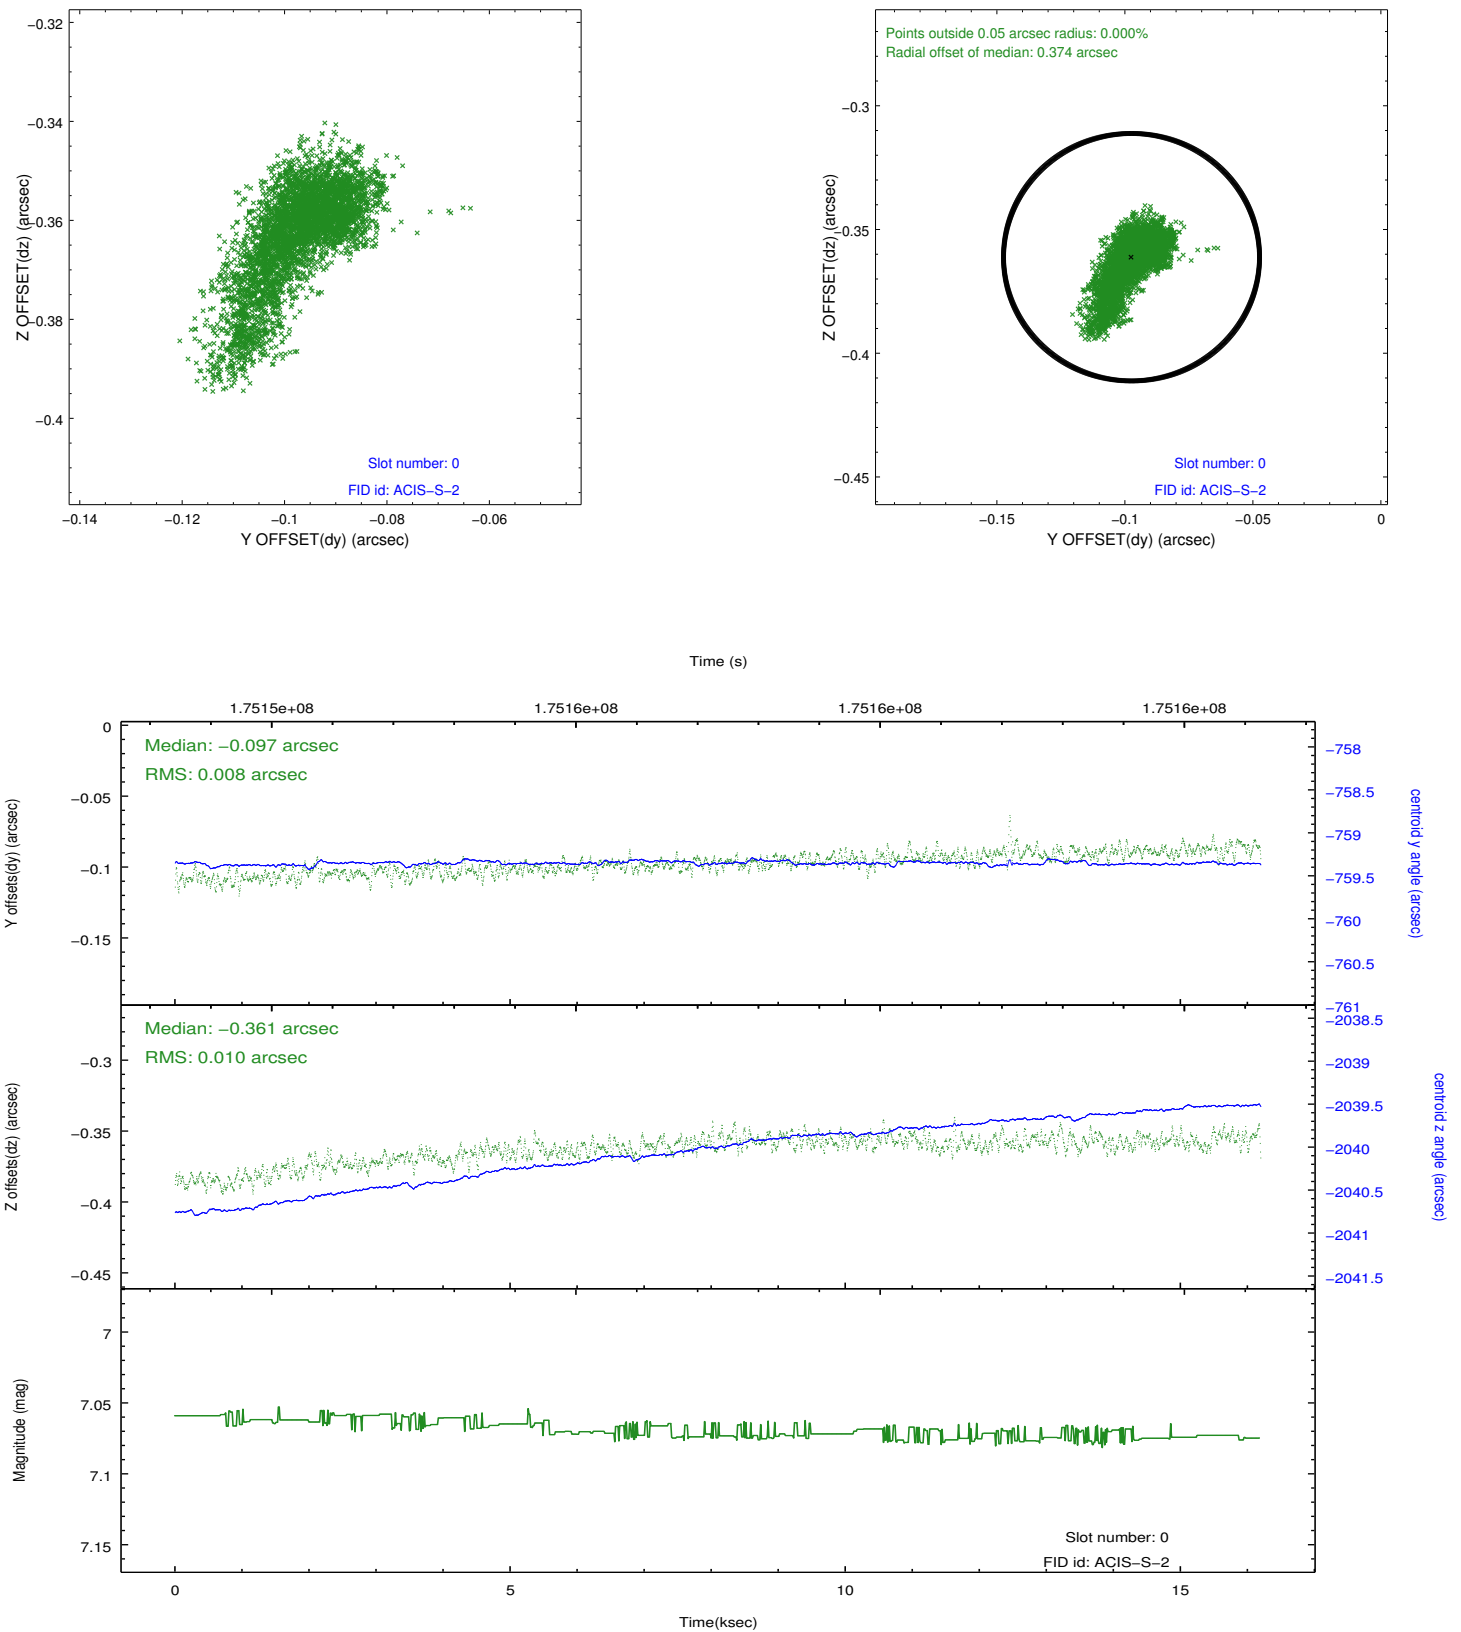 −0.32
−0.34
−0.36
−0.38
−0.4
Z OFFSET(dz) (arcsec)
Slot number: 0
FID id: ACIS−S−2
−0.14 −0.12 −0.1 −0.08 −0.06
Y OFFSET(dy) (arcsec)
Points outside 0.05 arcsec radius: 0.000%
Radial offset of median: 0.374 arcsec
−0.3
−0.35
−0.4
−0.45
Z OFFSET(dz) (arcsec)
Slot number: 0
FID id: ACIS−S−2
−0.15 −0.1 −0.05 0
Y OFFSET(dy) (arcsec)
Time (s)
1.7515e+08 1.7516e+08 1.7516e+08 1.7516e+08
Median: −0.097 arcsec
RMS: 0.008 arcsec
0
−0.05
−0.1
−0.15
Y offsets(dy) (arcsec)
−758
−758.5
−759
−759.5
−760
−760.5
−761
centroid y angle (arcsec)
Median: −0.361 arcsec
RMS: 0.010 arcsec
−0.3
−0.35
−0.4
−0.45
Z offsets(dz) (arcsec)
−2038.5
−2039
−2039.5
−2040
−2040.5
−2041
−2041.5
centroid z angle (arcsec)
7
7.05
7.1
7.15
Magnitude (mag)
Slot number: 0
FID id: ACIS−S−2
0 5 10 15
Time(ksec)